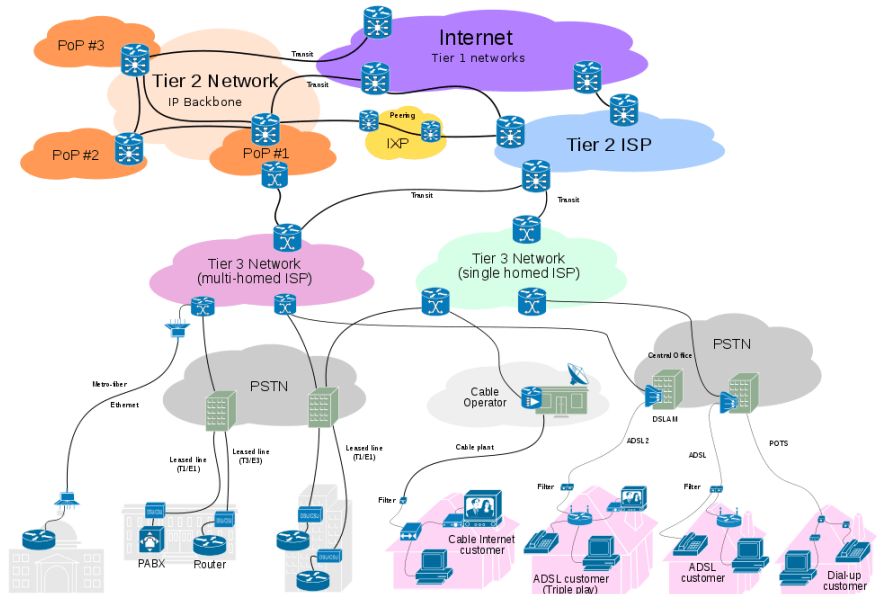 Internet
Tier 1 networks
PoP #3
Transit
Tier 2 Network
IP Backbone
Transit
Peering
IXP
Tier 2 ISP
PoP #2
PoP #1
Transit
Transit
Tier 3 Network
(multi-homed ISP)
Tier 3 Network
(single homed ISP)
PSTN
Central Office
PSTN
Metro-fiber
Ethernet
Cable
Operator
DSLAM
Leased line
(T1/E1)
Leased line
(T3/E3)
Leased line
(T1/E1)
Cable plant
ADSL2
ADSL
POTS
Filter
Filter
Filter
PABX
Router
Cable Internet
customer
ADSL customer
(Triple play)
ADSL
customer
Dial-up
customer